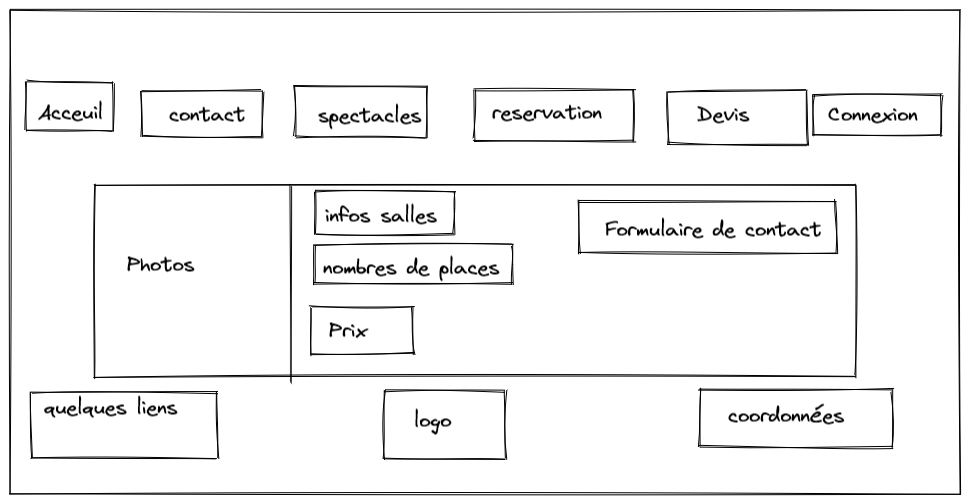 Acceuil
contact
spectacles
reservation
Devis
Connexion
Photos
infos salles
nombres de places
Prix
Formulaire de contact
quelques liens
logo
coordonnées